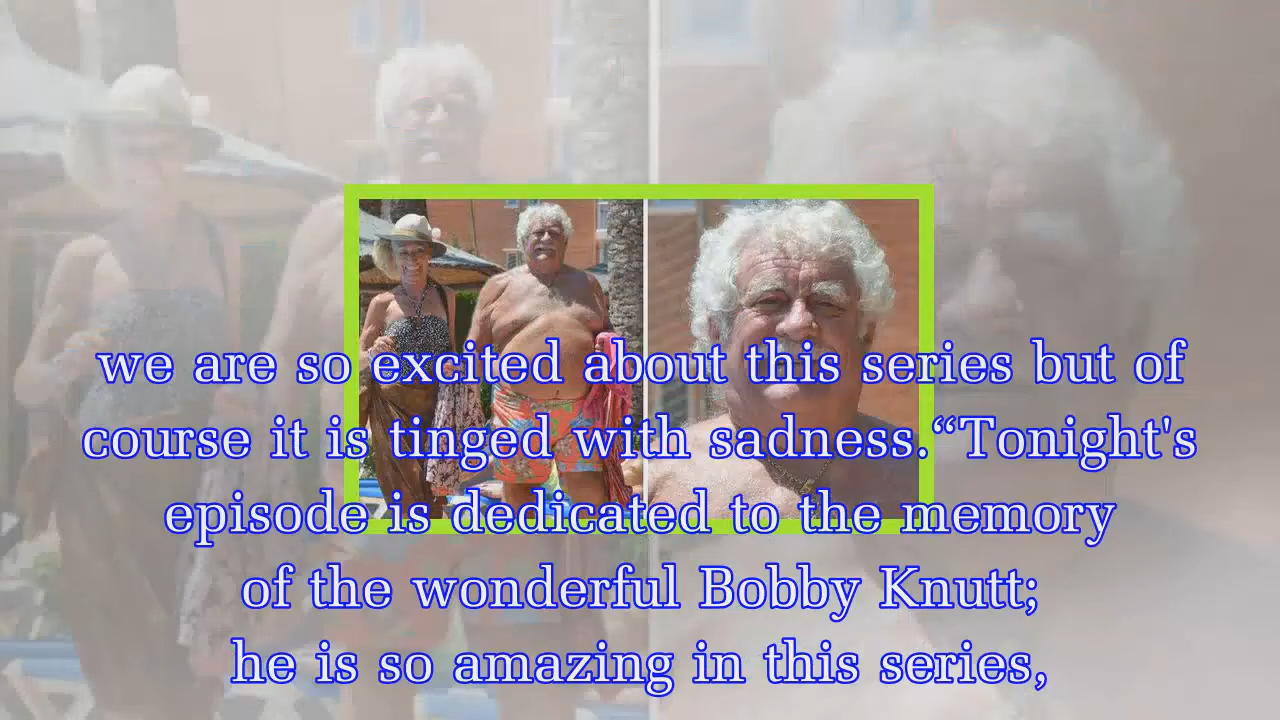 we are so excited about this series but of
course it is tinged with sadness.“Tonight's
episode is dedicated to the memory
of the wonderful Bobby Knutt;
he is so amazing in this series,